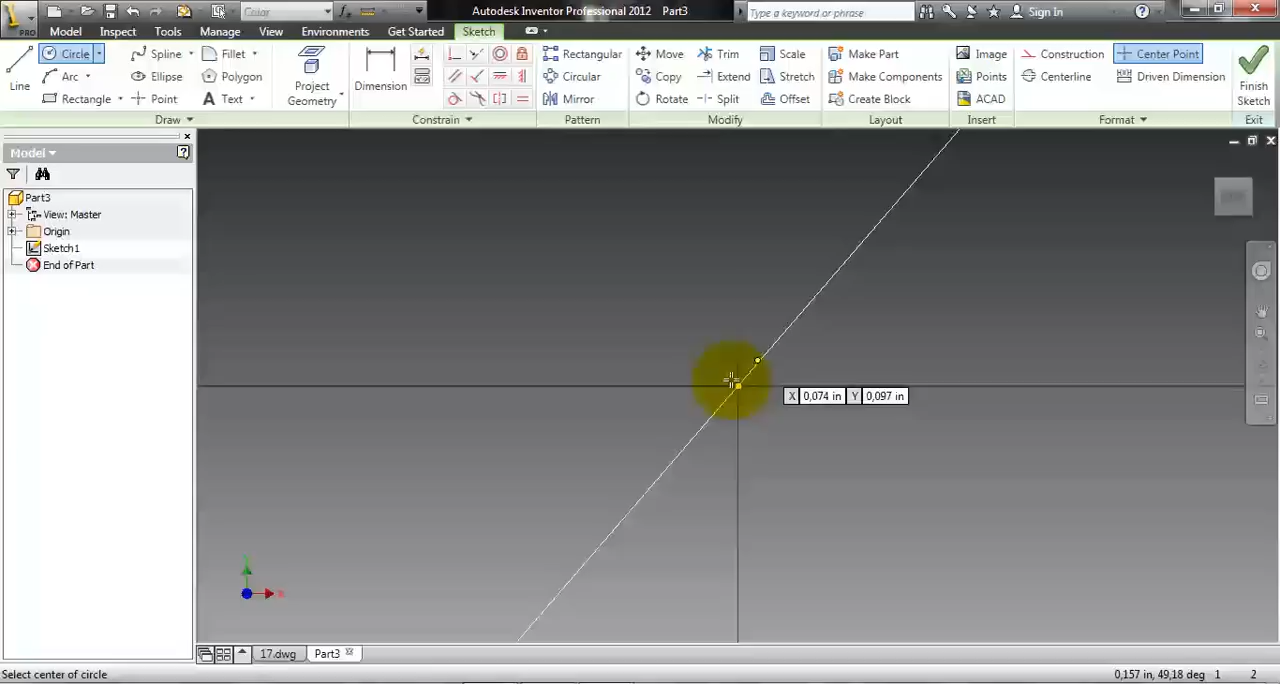 Color
Autodesk Inventor Professional 2012 Part3
Type a keyword or phrase
Sign In
PRO
Model Inspect Tools Manage View Environments Get Started Sketch
Line
Circle
Arc
Rectangle
Spline
Ellipse
Point
Fillet
Polygon
Text
Project
Geometry
Draw
Dimension
Constrain
Rectangular
Circular
Mirror
Pattern
Move
Copy
Rotate
Trim
Extend
Split
Scale
Stretch
Offset
Modify
Make Part
Make Components
Create Block
Layout
Image
Points
ACAD
Insert
Construction
Centerline
Center Point
Driven Dimension
Format
Finish
Sketch
Exit
Model
Part3
View: Master
Origin
Sketch1
End of Part
X 0,074 in Y 0,097 in
17.dwg Part3
Select center of circle
0,157 in, 49,18 deg 1 2